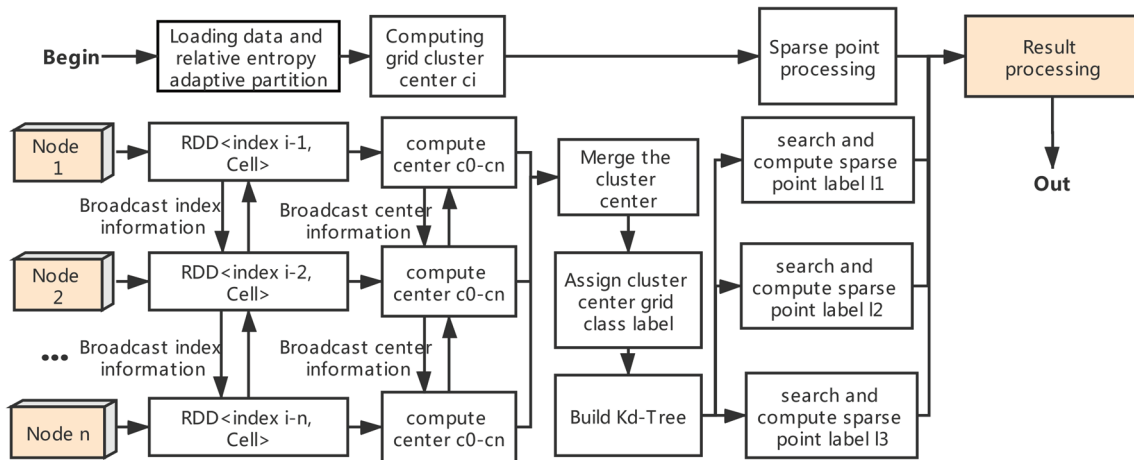 Begin
Loading data and
relative entropy
adaptive partition
Computing
grid cluster
center ci
Sparse point
processing
Result
processing
Out
Node
1
RDD<index i-1,
Cell>
compute
center c0-cn
Broadcast index
information
Broadcast center
information
Node
2
RDD<index i-2,
Cell>
compute
center c0-cn
...
Broadcast index
information
Broadcast center
information
Node n
RDD<index i-n,
Cell>
compute
center c0-cn
Merge the
cluster
center
Assign cluster
center grid
class label
Build Kd-Tree
search and
compute sparse
point label l1
search and
compute sparse
point label l2
search and
compute sparse
point label l3